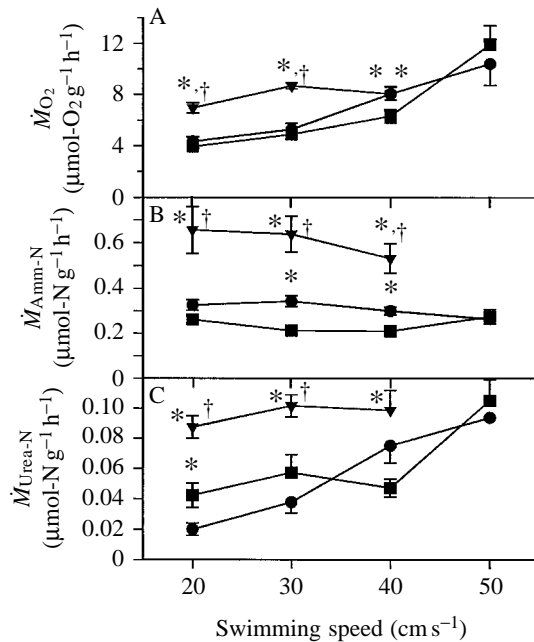 A
12
8
4
0
*,† *,† * *
ṀO₂
(μmol-O₂ g⁻¹ h⁻¹)
B
0.6
0.4
0.2
0
* † * † *,†
* *
ṀAmm-N
(μmol-N g⁻¹ h⁻¹)
C
0.10
0.08
0.06
0.04
0.02
0
* † * † *
*
ṀUrea-N
(μmol-N g⁻¹ h⁻¹)
20 30 40 50
Swimming speed (cm s⁻¹)